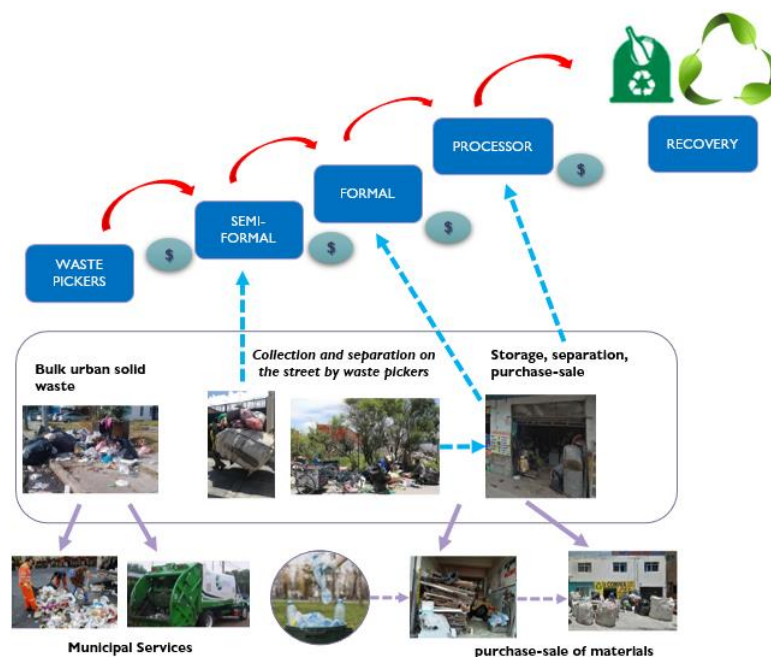 RECOVERY
PROCESSOR
$
FORMAL
$
SEMI-
FORMAL
$
WASTE
PICKERS
$
Bulk urban solid
waste
Collection and separation on
the street by waste pickers
Storage, separation,
purchase-sale
Municipal Services
purchase-sale of materials